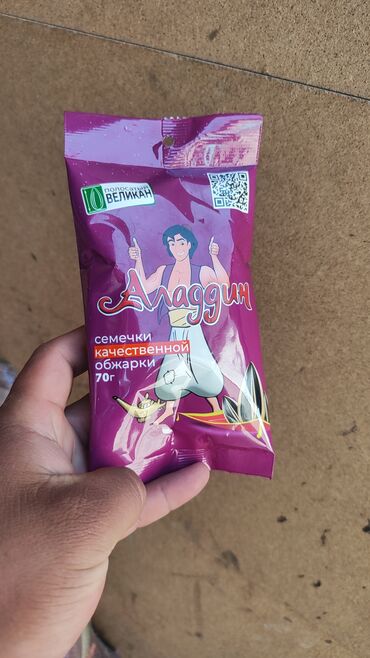 ПОЛОСАТЫЙ
ВЕЛИКАН
Аладдин
семечки
качественной
обжарки
70г